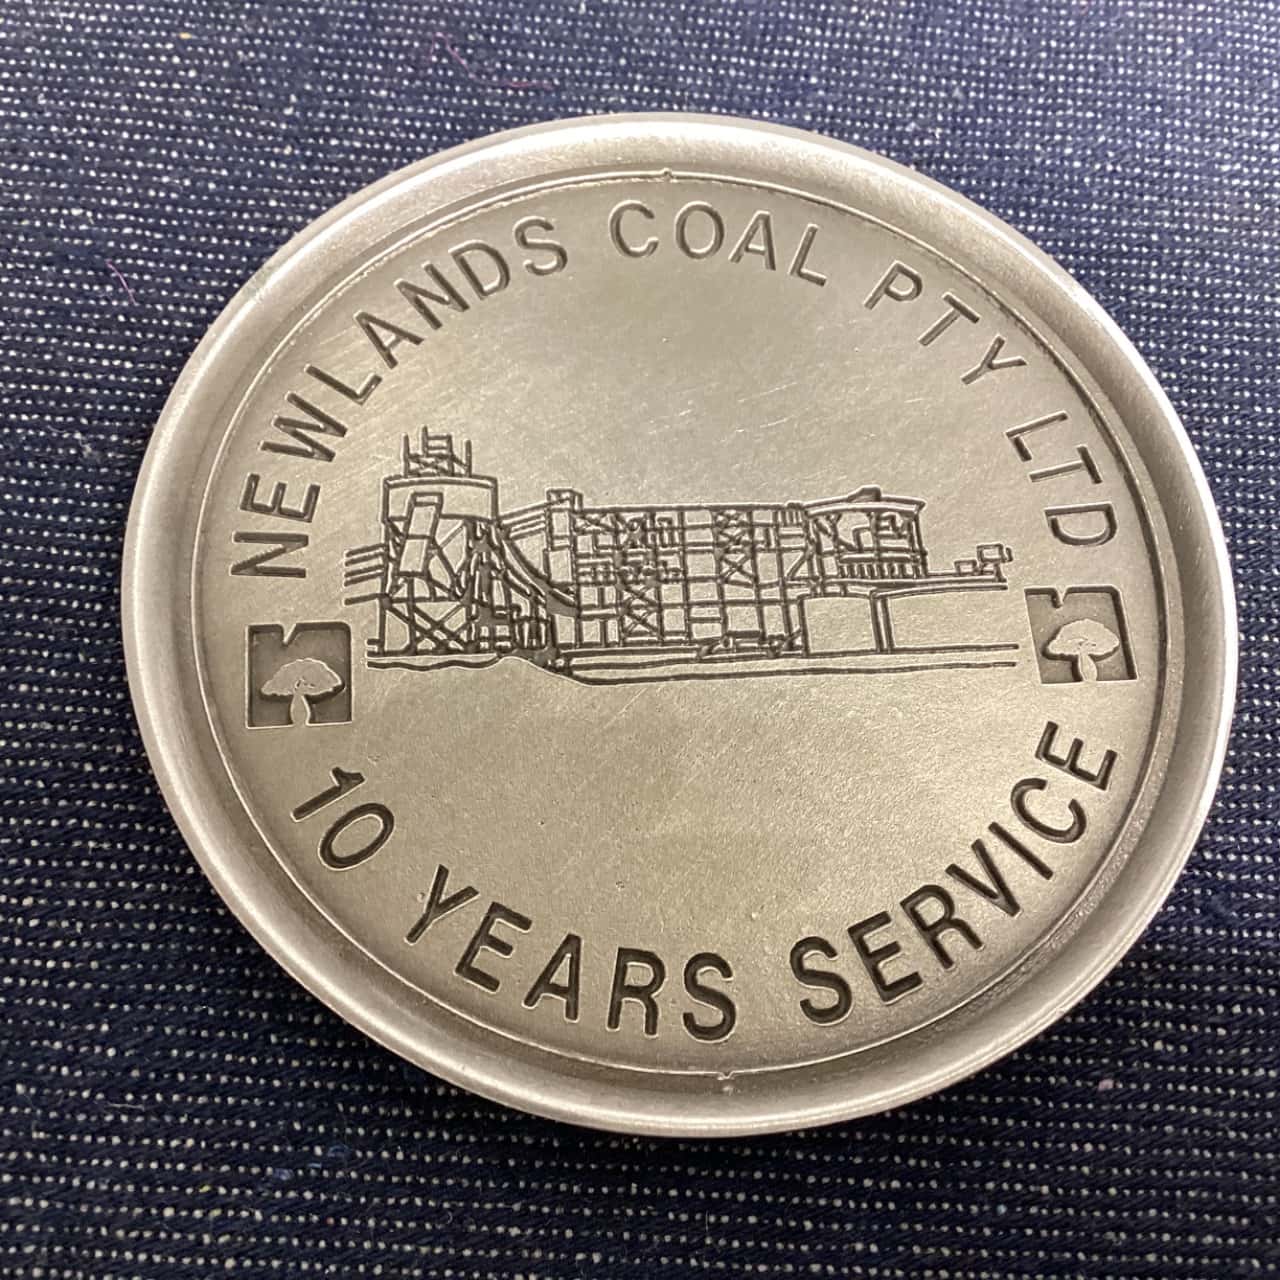 NEWLANDS COAL PTY LTD
10 YEARS SERVICE